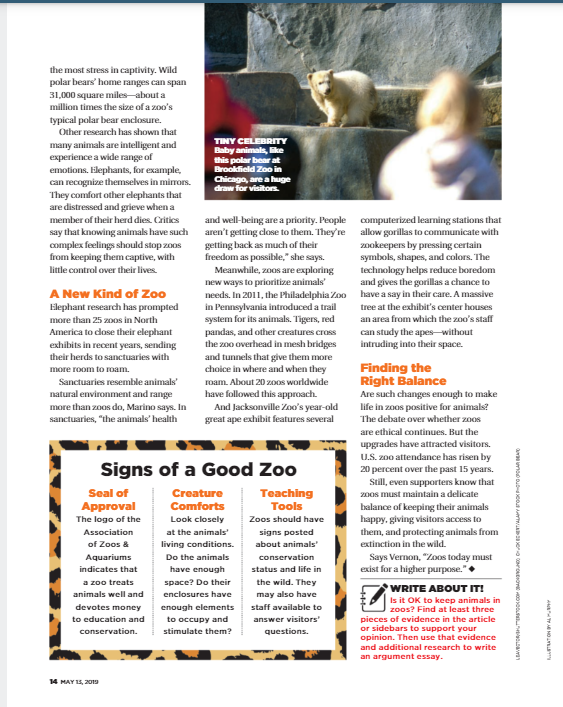 the most stress in captivity. Wild
polar bears' home ranges can span
31,000 square miles—about a
million times the size of a zoo's
typical polar bear enclosure.
Other research has shown that
many animals are intelligent and
experience a wide range of
emotions. Elephants, for example,
can recognize themselves in mirrors.
They comfort other elephants that
are distressed and grieve when a
member of their herd dies. Critics
say that knowing animals have such
complex feelings should stop zoos
from keeping them captive, with
little control over their lives.
A New Kind of Zoo
Elephant research has prompted
more than 25 zoos in North
America to close their elephant
exhibits in recent years, sending
their herds to sanctuaries with
more room to roam.
Sanctuaries resemble animals'
natural environment and range
more than zoos do, Marino says. In
sanctuaries, "the animals' health
TINY CELEBRITY
Baby animals, like
this polar bear at
Brookfield Zoo in
Chicago, are a huge
draw for visitors.
and well-being are a priority. People
aren't getting close to them. They're
getting back as much of their
freedom as possible," she says.
Meanwhile, zoos are exploring
new ways to prioritize animals'
needs. In 2011, the Philadelphia Zoo
in Pennsylvania introduced a trail
system for its animals. Tigers, red
pandas, and other creatures cross
the zoo overhead in mesh bridges
and tunnels that give them more
choice in where and when they
roam. About 20 zoos worldwide
have followed this approach.
And Jacksonville Zoo's year-old
great ape exhibit features several
computerized learning stations that
allow gorillas to communicate with
zookeepers by pressing certain
symbols, shapes, and colors. The
technology helps reduce boredom
and gives the gorillas a chance to
have a say in their care. A massive
tree at the exhibit's center houses
an area from which the zoo's staff
can study the apes—without
intruding into their space.
Finding the
Right Balance
Are such changes enough to make
life in zoos positive for animals?
The debate over whether zoos
are ethical continues. But the
upgrades have attracted visitors.
U.S. zoo attendance has risen by
20 percent over the past 15 years.
Still, even supporters know that
zoos must maintain a delicate
balance of keeping their animals
happy, giving visitors access to
them, and protecting animals from
extinction in the wild.
Says Vernon, "Zoos today must
exist for a higher purpose." ◆
Signs of a Good Zoo
Seal of
Approval
The logo of the
Association
of Zoos &
Aquariums
indicates that
a zoo treats
animals well and
devotes money
to education and
conservation.
Creature
Comforts
Look closely
at the animals'
living conditions.
Do the animals
have enough
space? Do their
enclosures have
enough elements
to occupy and
stimulate them?
Teaching
Tools
Zoos should have
signs posted
about animals'
conservation
status and life in
the wild. They
may also have
staff available to
answer visitors'
questions.
WRITE ABOUT IT!
Is it OK to keep animals in
zoos? Find at least three
pieces of evidence in the article
or sidebars to support your
opinion. Then use that evidence
and additional research to write
an argument essay.
14 MAY 13, 2019